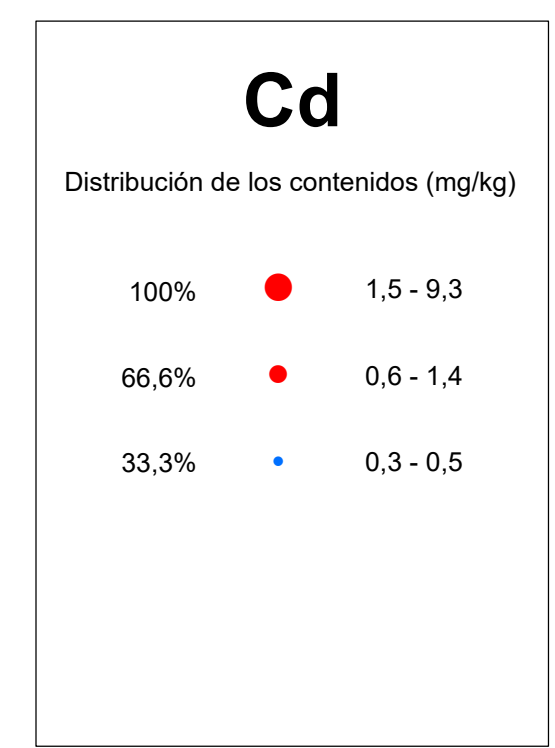 Cd
Distribución de los contenidos (mg/kg)
100% 1,5 - 9,3
66,6% 0,6 - 1,4
33,3% 0,3 - 0,5